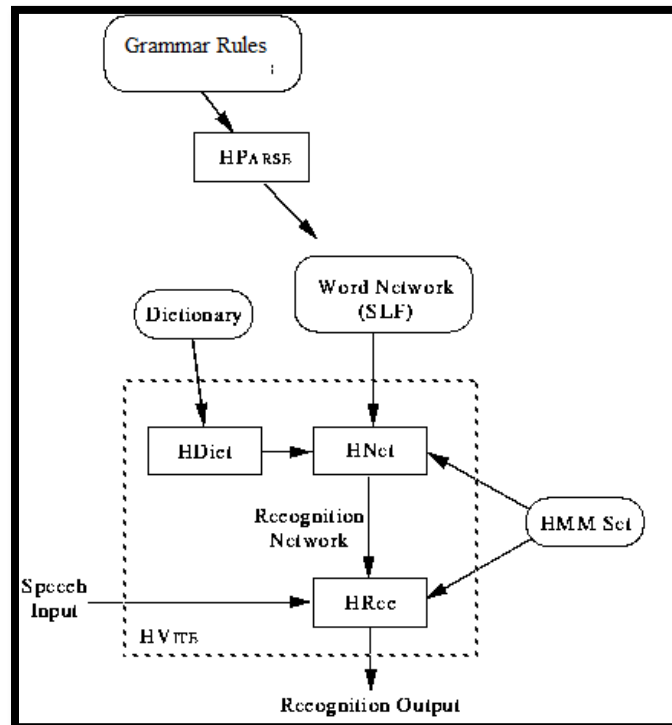 Grammar Rules
HPARSE
Word Network
(SLF)
Dictionary
HDict
HNet
Recognition
Network
HMM Set
Speech
Input
HRec
HVITE
Recognition Output